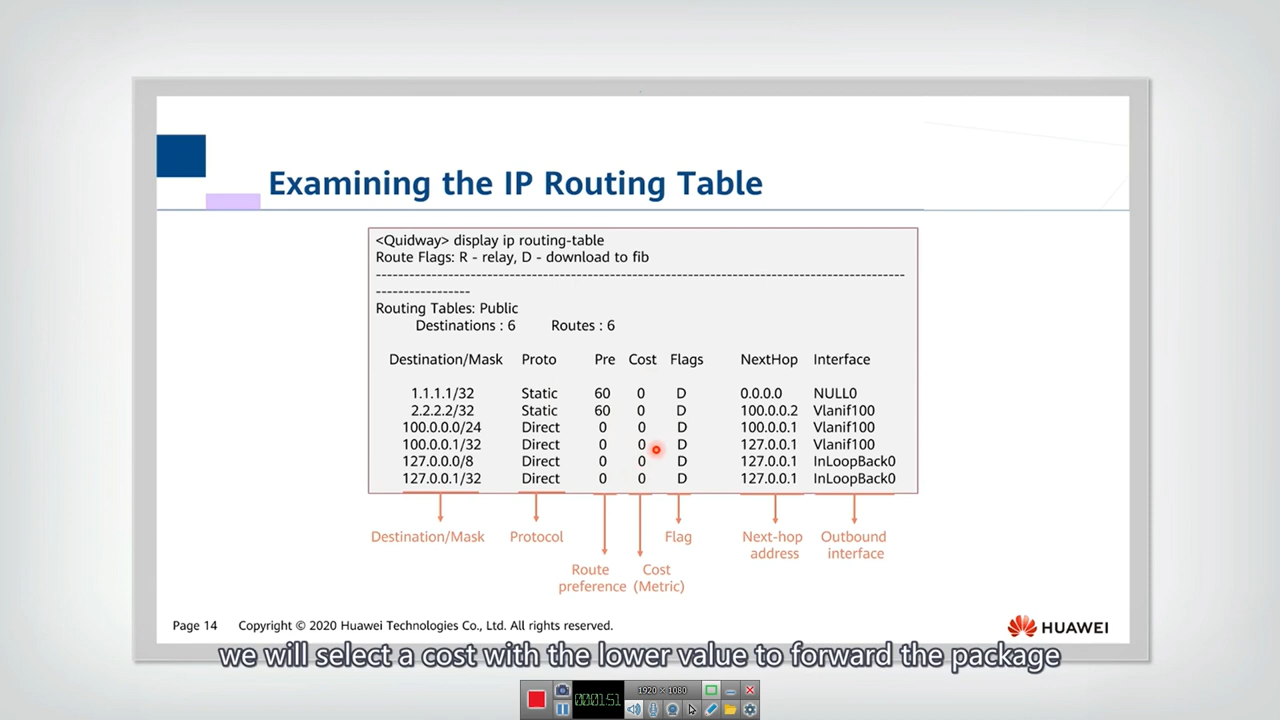 Examining the IP Routing Table
<Quidway> display ip routing-table
Route Flags: R - relay, D - download to fib
----------------------------------------------------------------------------------------------
-----------------
Routing Tables: Public
Destinations : 6 Routes : 6
Destination/Mask Proto Pre Cost Flags NextHop Interface
1.1.1.1/32 Static 60 0 D 0.0.0.0 NULL0
2.2.2.2/32 Static 60 0 D 100.0.0.2 Vlanif100
100.0.0.0/24 Direct 0 0 D 100.0.0.1 Vlanif100
100.0.0.1/32 Direct 0 0 D 127.0.0.1 Vlanif100
127.0.0.0/8 Direct 0 0 D 127.0.0.1 InLoopBack0
127.0.0.1/32 Direct 0 0 D 127.0.0.1 InLoopBack0
Destination/Mask Protocol Flag Next-hop Outbound
address interface
Route Cost
preference (Metric)
Page 14 Copyright © 2020 Huawei Technologies Co., Ltd. All rights reserved.
HUAWEI
we will select a cost with the lower value to forward the package
1920 × 1080
000:01:51